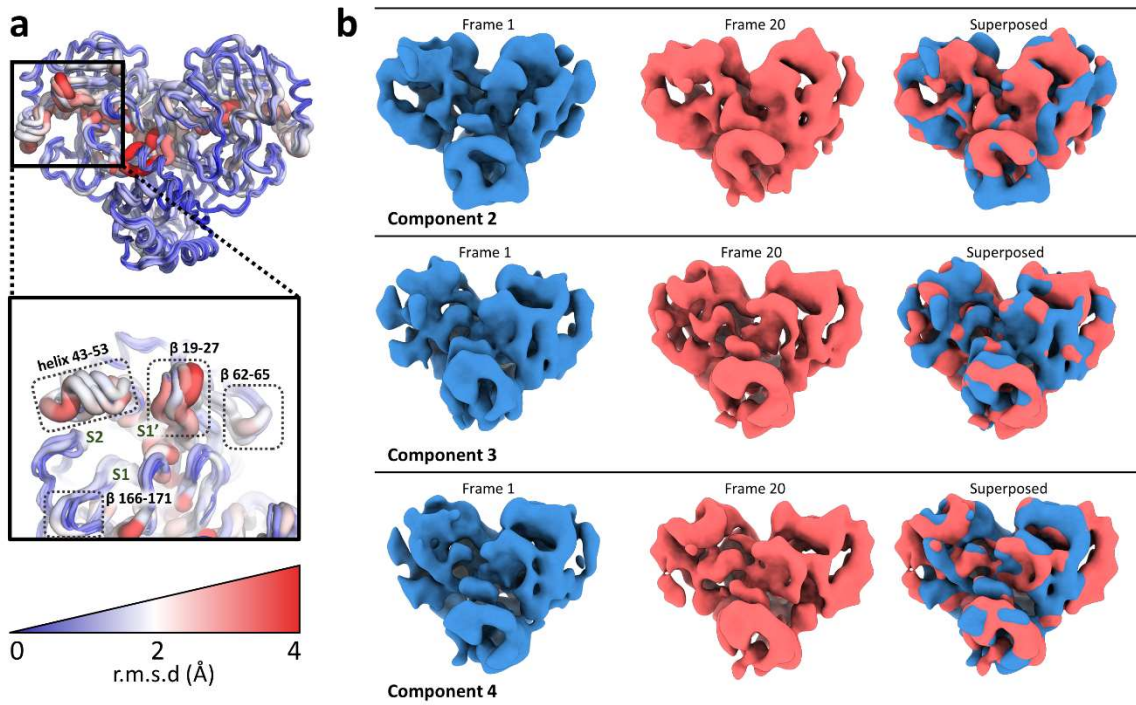 a
helix 43-53
β 19-27
β 62-65
S2
S1'
S1
β 166-171
0
2
4
r.m.s.d (Å)
b
Frame 1
Frame 20
Superposed
Component 2
Frame 1
Frame 20
Superposed
Component 3
Frame 1
Frame 20
Superposed
Component 4